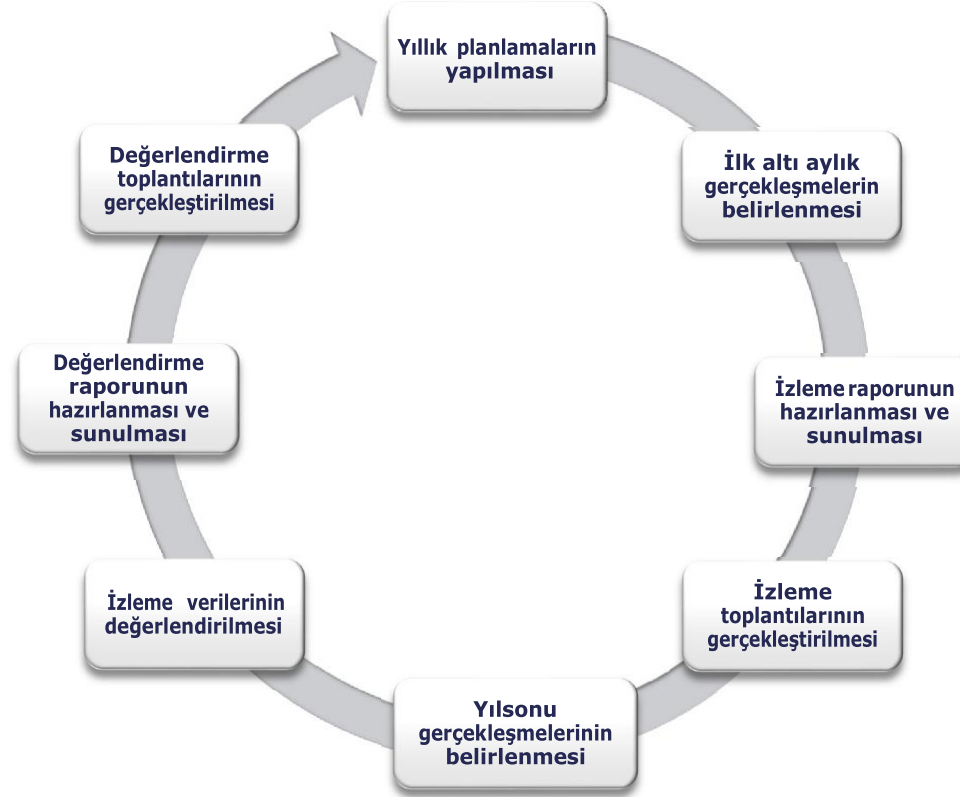 Yıllık planlamaların
yapılması
İlk altı aylık
gerçekleşmelerin
belirlenmesi
İzleme raporunun
hazırlanması ve
sunulması
İzleme
toplantılarının
gerçekleştirilmesi
Yılsonu
gerçekleşmelerinin
belirlenmesi
İzleme verilerinin
değerlendirilmesi
Değerlendirme
raporunun
hazırlanması ve
sunulması
Değerlendirme
toplantılarının
gerçekleştirilmesi